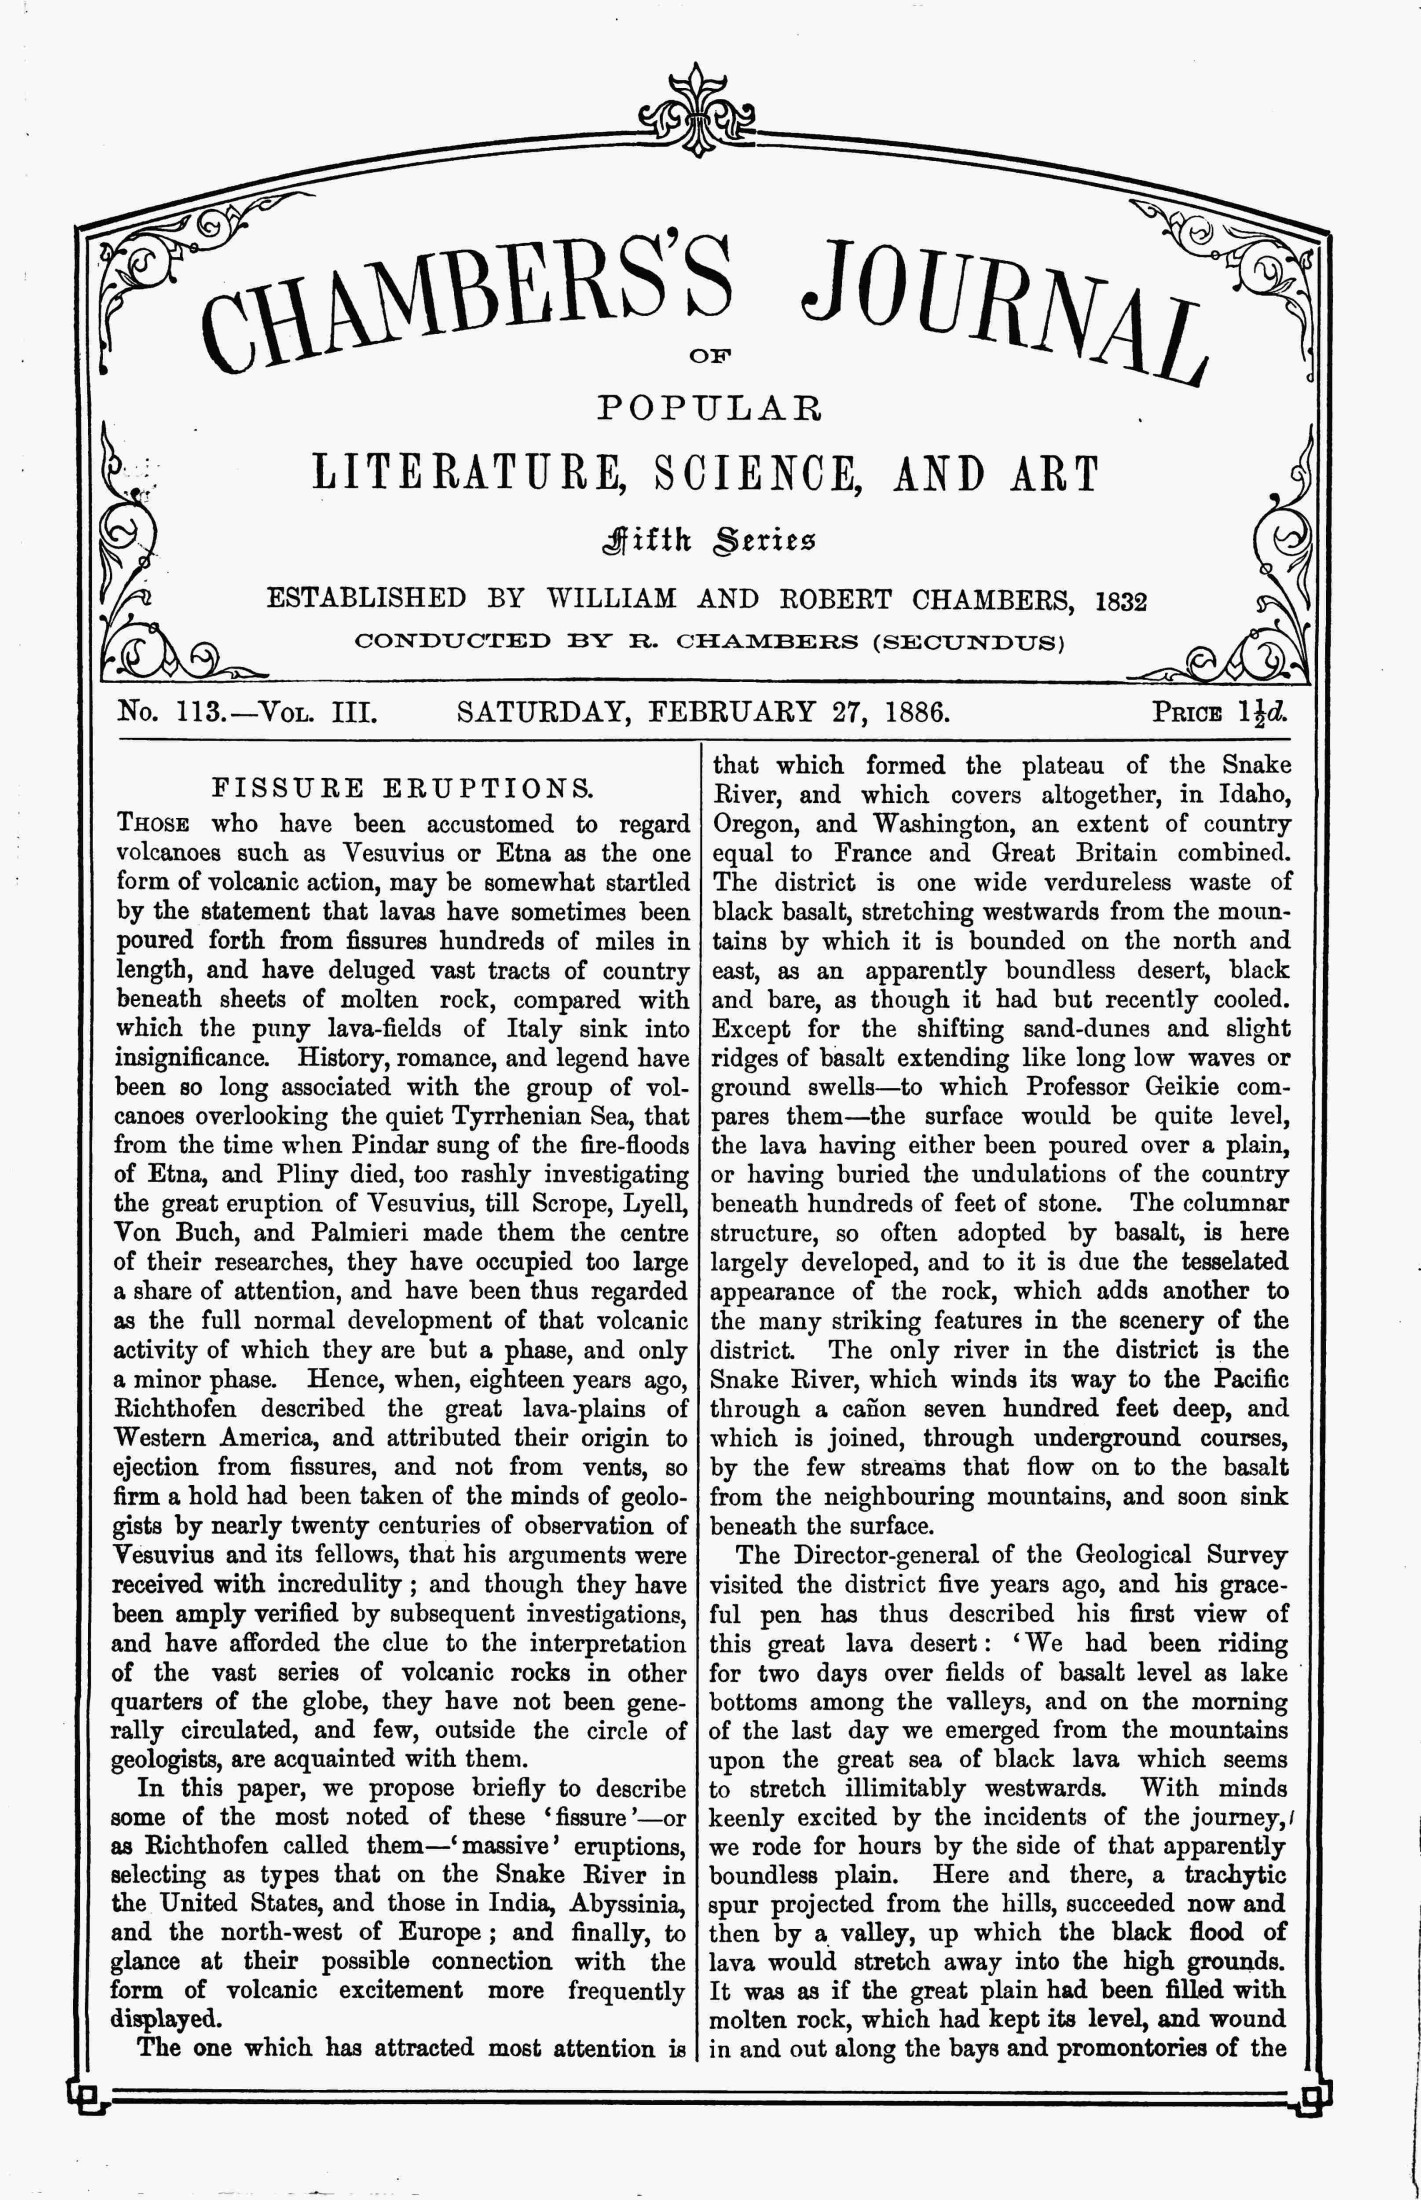 CHAMBERS'S JOURNAL
OF
POPULAR
LITERATURE, SCIENCE, AND ART
Fifth Series
ESTABLISHED BY WILLIAM AND ROBERT CHAMBERS, 1832
CONDUCTED BY R. CHAMBERS (SECUNDUS)
No. 113.—Vol. III. SATURDAY, FEBRUARY 27, 1886. Price 1½d.
FISSURE ERUPTIONS.
Those who have been accustomed to regard
volcanoes such as Vesuvius or Etna as the one
form of volcanic action, may be somewhat startled
by the statement that lavas have sometimes been
poured forth from fissures hundreds of miles in
length, and have deluged vast tracts of country
beneath sheets of molten rock, compared with
which the puny lava-fields of Italy sink into
insignificance. History, romance, and legend have
been so long associated with the group of vol-
canoes overlooking the quiet Tyrrhenian Sea, that
from the time when Pindar sung of the fire-floods
of Etna, and Pliny died, too rashly investigating
the great eruption of Vesuvius, till Scrope, Lyell,
Von Buch, and Palmieri made them the centre
of their researches, they have occupied too large
a share of attention, and have been thus regarded
as the full normal development of that volcanic
activity of which they are but a phase, and only
a minor phase. Hence, when, eighteen years ago,
Richthofen described the great lava-plains of
Western America, and attributed their origin to
ejection from fissures, and not from vents, so
firm a hold had been taken of the minds of geolo-
gists by nearly twenty centuries of observation of
Vesuvius and its fellows, that his arguments were
received with incredulity; and though they have
been amply verified by subsequent investigations,
and have afforded the clue to the interpretation
of the vast series of volcanic rocks in other
quarters of the globe, they have not been gene-
rally circulated, and few, outside the circle of
geologists, are acquainted with them.
In this paper, we propose briefly to describe
some of the most noted of these ‘fissure’—or
as Richthofen called them—‘massive’ eruptions,
selecting as types that on the Snake River in
the United States, and those in India, Abyssinia,
and the north-west of Europe; and finally, to
glance at their possible connection with the
form of volcanic excitement more frequently
displayed.
The one which has attracted most attention is
that which formed the plateau of the Snake
River, and which covers altogether, in Idaho,
Oregon, and Washington, an extent of country
equal to France and Great Britain combined.
The district is one wide verdureless waste of
black basalt, stretching westwards from the moun-
tains by which it is bounded on the north and
east, as an apparently boundless desert, black
and bare, as though it had but recently cooled.
Except for the shifting sand-dunes and slight
ridges of basalt extending like long low waves or
ground swells—to which Professor Geikie com-
pares them—the surface would be quite level,
the lava having either been poured over a plain,
or having buried the undulations of the country
beneath hundreds of feet of stone. The columnar
structure, so often adopted by basalt, is here
largely developed, and to it is due the tesselated
appearance of the rock, which adds another to
the many striking features in the scenery of the
district. The only river in the district is the
Snake River, which winds its way to the Pacific
through a cañon seven hundred feet deep, and
which is joined, through underground courses,
by the few streams that flow on to the basalt
from the neighbouring mountains, and soon sink
beneath the surface.
The Director-general of the Geological Survey
visited the district five years ago, and his grace-
ful pen has thus described his first view of
this great lava desert: ‘We had been riding
for two days over fields of basalt level as lake
bottoms among the valleys, and on the morning
of the last day we emerged from the mountains
upon the great sea of black lava which seems
to stretch illimitably westwards. With minds
keenly excited by the incidents of the journey,
we rode for hours by the side of that apparently
boundless plain. Here and there, a trachytic
spur projected from the hills, succeeded now and
then by a valley, up which the black flood of
lava would stretch away into the high grounds.
It was as if the great plain had been filled with
molten rock, which had kept its level, and wound
in and out along the bays and promontories of the